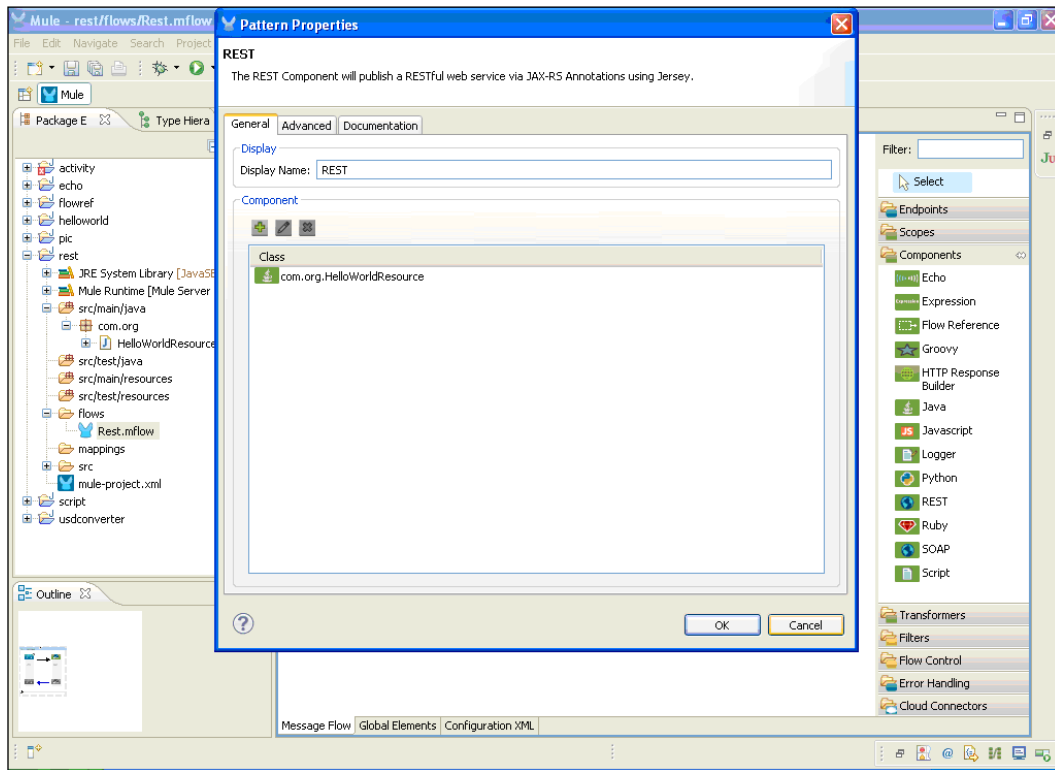 Mule - rest/flows/Rest.mflow
File Edit Navigate Search Project
Mule
Package E
Type Hiera
activity
echo
flowref
helloworld
pic
rest
JRE System Library [JavaSE
Mule Runtime [Mule Server
src/main/java
com.org
HelloWorldResource
src/test/java
src/main/resources
src/test/resources
flows
Rest.mflow
mappings
src
mule-project.xml
script
usdconverter
Outline
Pattern Properties
REST
The REST Component will publish a RESTful web service via JAX-RS Annotations using Jersey.
General Advanced Documentation
Display
Display Name: REST
Component
Class
com.org.HelloWorldResource
OK Cancel
Message Flow Global Elements Configuration XML
Filter:
Select
Endpoints
Scopes
Components
Echo
Expression
Flow Reference
Groovy
HTTP Response
Builder
Java
JS Javascript
Logger
Python
REST
Ruby
SOAP
Script
Transformers
Filters
Flow Control
Error Handling
Cloud Connectors
Ju